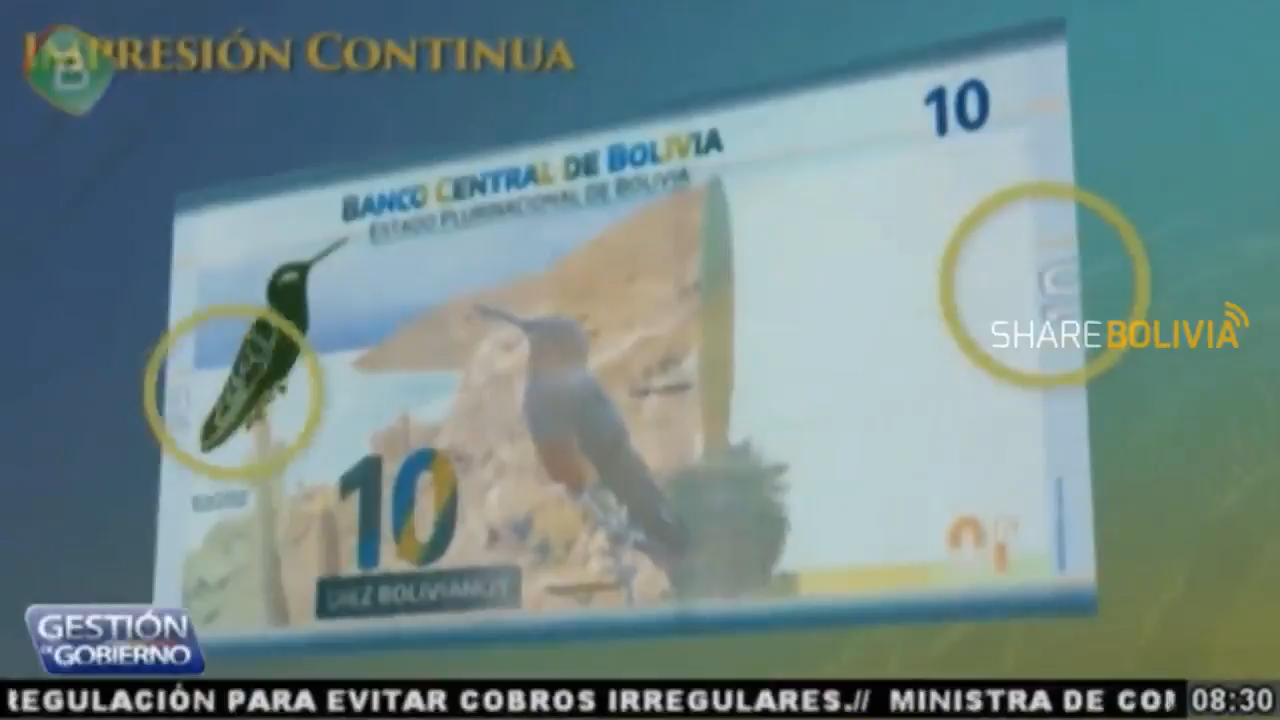 IMPRESIÓN CONTINUA
10
BANCO CENTRAL DE BOLIVIA
ESTADO PLURINACIONAL DE BOLIVIA
SHAREBOLIVIA
10
DIEZ BOLIVIANOS
GESTIÓN
DE GOBIERNO
REGULACIÓN PARA EVITAR COBROS IRREGULARES.// MINISTRA DE COM
08:30